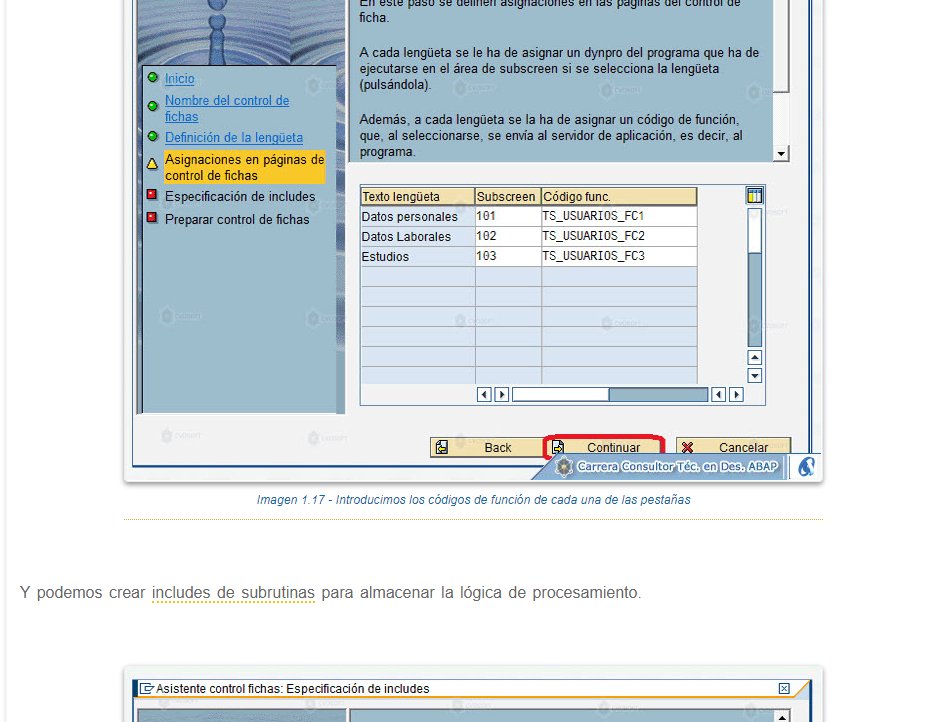 En este paso se definen asignaciones en las páginas del control de
ficha.
A cada lengüeta se le ha de asignar un dynpro del programa que ha de
ejecutarse en el área de subscreen si se selecciona la lengüeta
(pulsándola).
Además, a cada lengüeta se la ha de asignar un código de función,
que, al seleccionarse, se envía al servidor de aplicación, es decir, al
programa.
Inicio
Nombre del control de
fichas
Definición de la lengüeta
Asignaciones en páginas de
control de fichas
Especificación de includes
Preparar control de fichas
Texto lengüeta Subscreen Código func.
Datos personales 101 TS_USUARIOS_FC1
Datos Laborales 102 TS_USUARIOS_FC2
Estudios 103 TS_USUARIOS_FC3
Back Continuar Cancelar
Carrera Consultor Téc. en Des. ABAP
Imagen 1.17 - Introducimos los códigos de función de cada una de las pestañas
Y podemos crear includes de subrutinas para almacenar la lógica de procesamiento.
Asistente control fichas: Especificación de includes